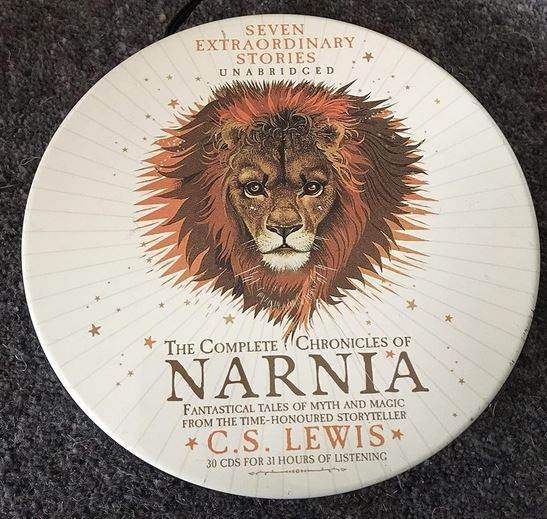 SEVEN
EXTRAORDINARY
STORIES
UNABRIDGED
THE COMPLETE CHRONICLES OF
NARNIA
FANTASTICAL TALES OF MYTH AND MAGIC
FROM THE TIME-HONOURED STORYTELLER
C.S. LEWIS
30 CDS FOR 31 HOURS OF LISTENING